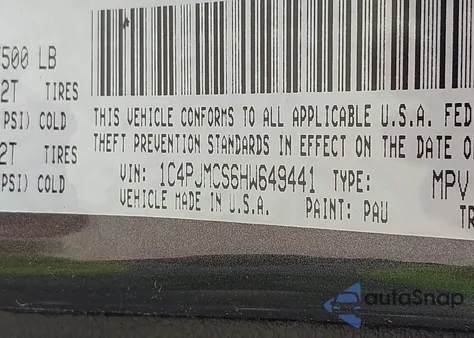 500 LB
2T TIRES
PSI) COLD
2T TIRES
PSI) COLD
THIS VEHICLE CONFORMS TO ALL APPLICABLE U.S.A. FED
THEFT PREVENTION STANDARDS IN EFFECT ON THE DATE O
VIN: 1C4PJMCS6HW649441 TYPE: MPV
VEHICLE MADE IN U.S.A. PAINT: PAU TR
autoSnap